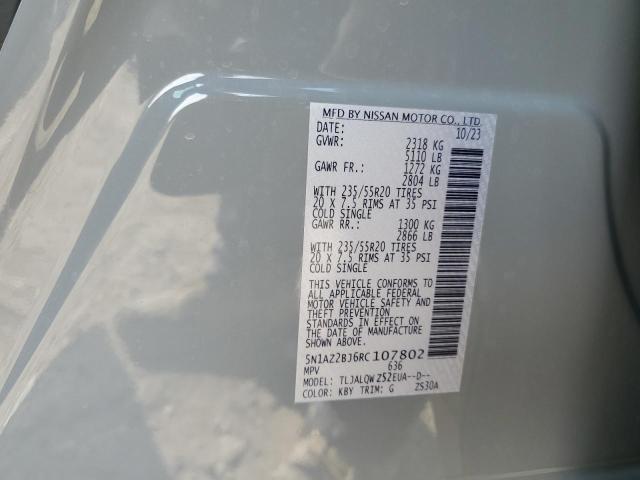 MFD BY NISSAN MOTOR CO., LTD.
DATE: 10/23
GVWR: 2318 KG
5110 LB
GAWR FR.: 1272 KG
2804 LB
WITH 235/55R20 TIRES
20 X 7.5 RIMS AT 35 PSI
COLD SINGLE
GAWR RR.: 1300 KG
2866 LB
WITH 235/55R20 TIRES
20 X 7.5 RIMS AT 35 PSI
COLD SINGLE
THIS VEHICLE CONFORMS TO
ALL APPLICABLE FEDERAL
MOTOR VEHICLE SAFETY AND
AND THEFT PREVENTION
STANDARDS IN EFFECT ON
THE DATE OF MANUFACTURE
SHOWN ABOVE.
5N1AZ2BJ6RC107802
MPV 636
MODEL: TLJALQW Z52EUA--D--
COLOR: KBY TRIM: G ZS30A